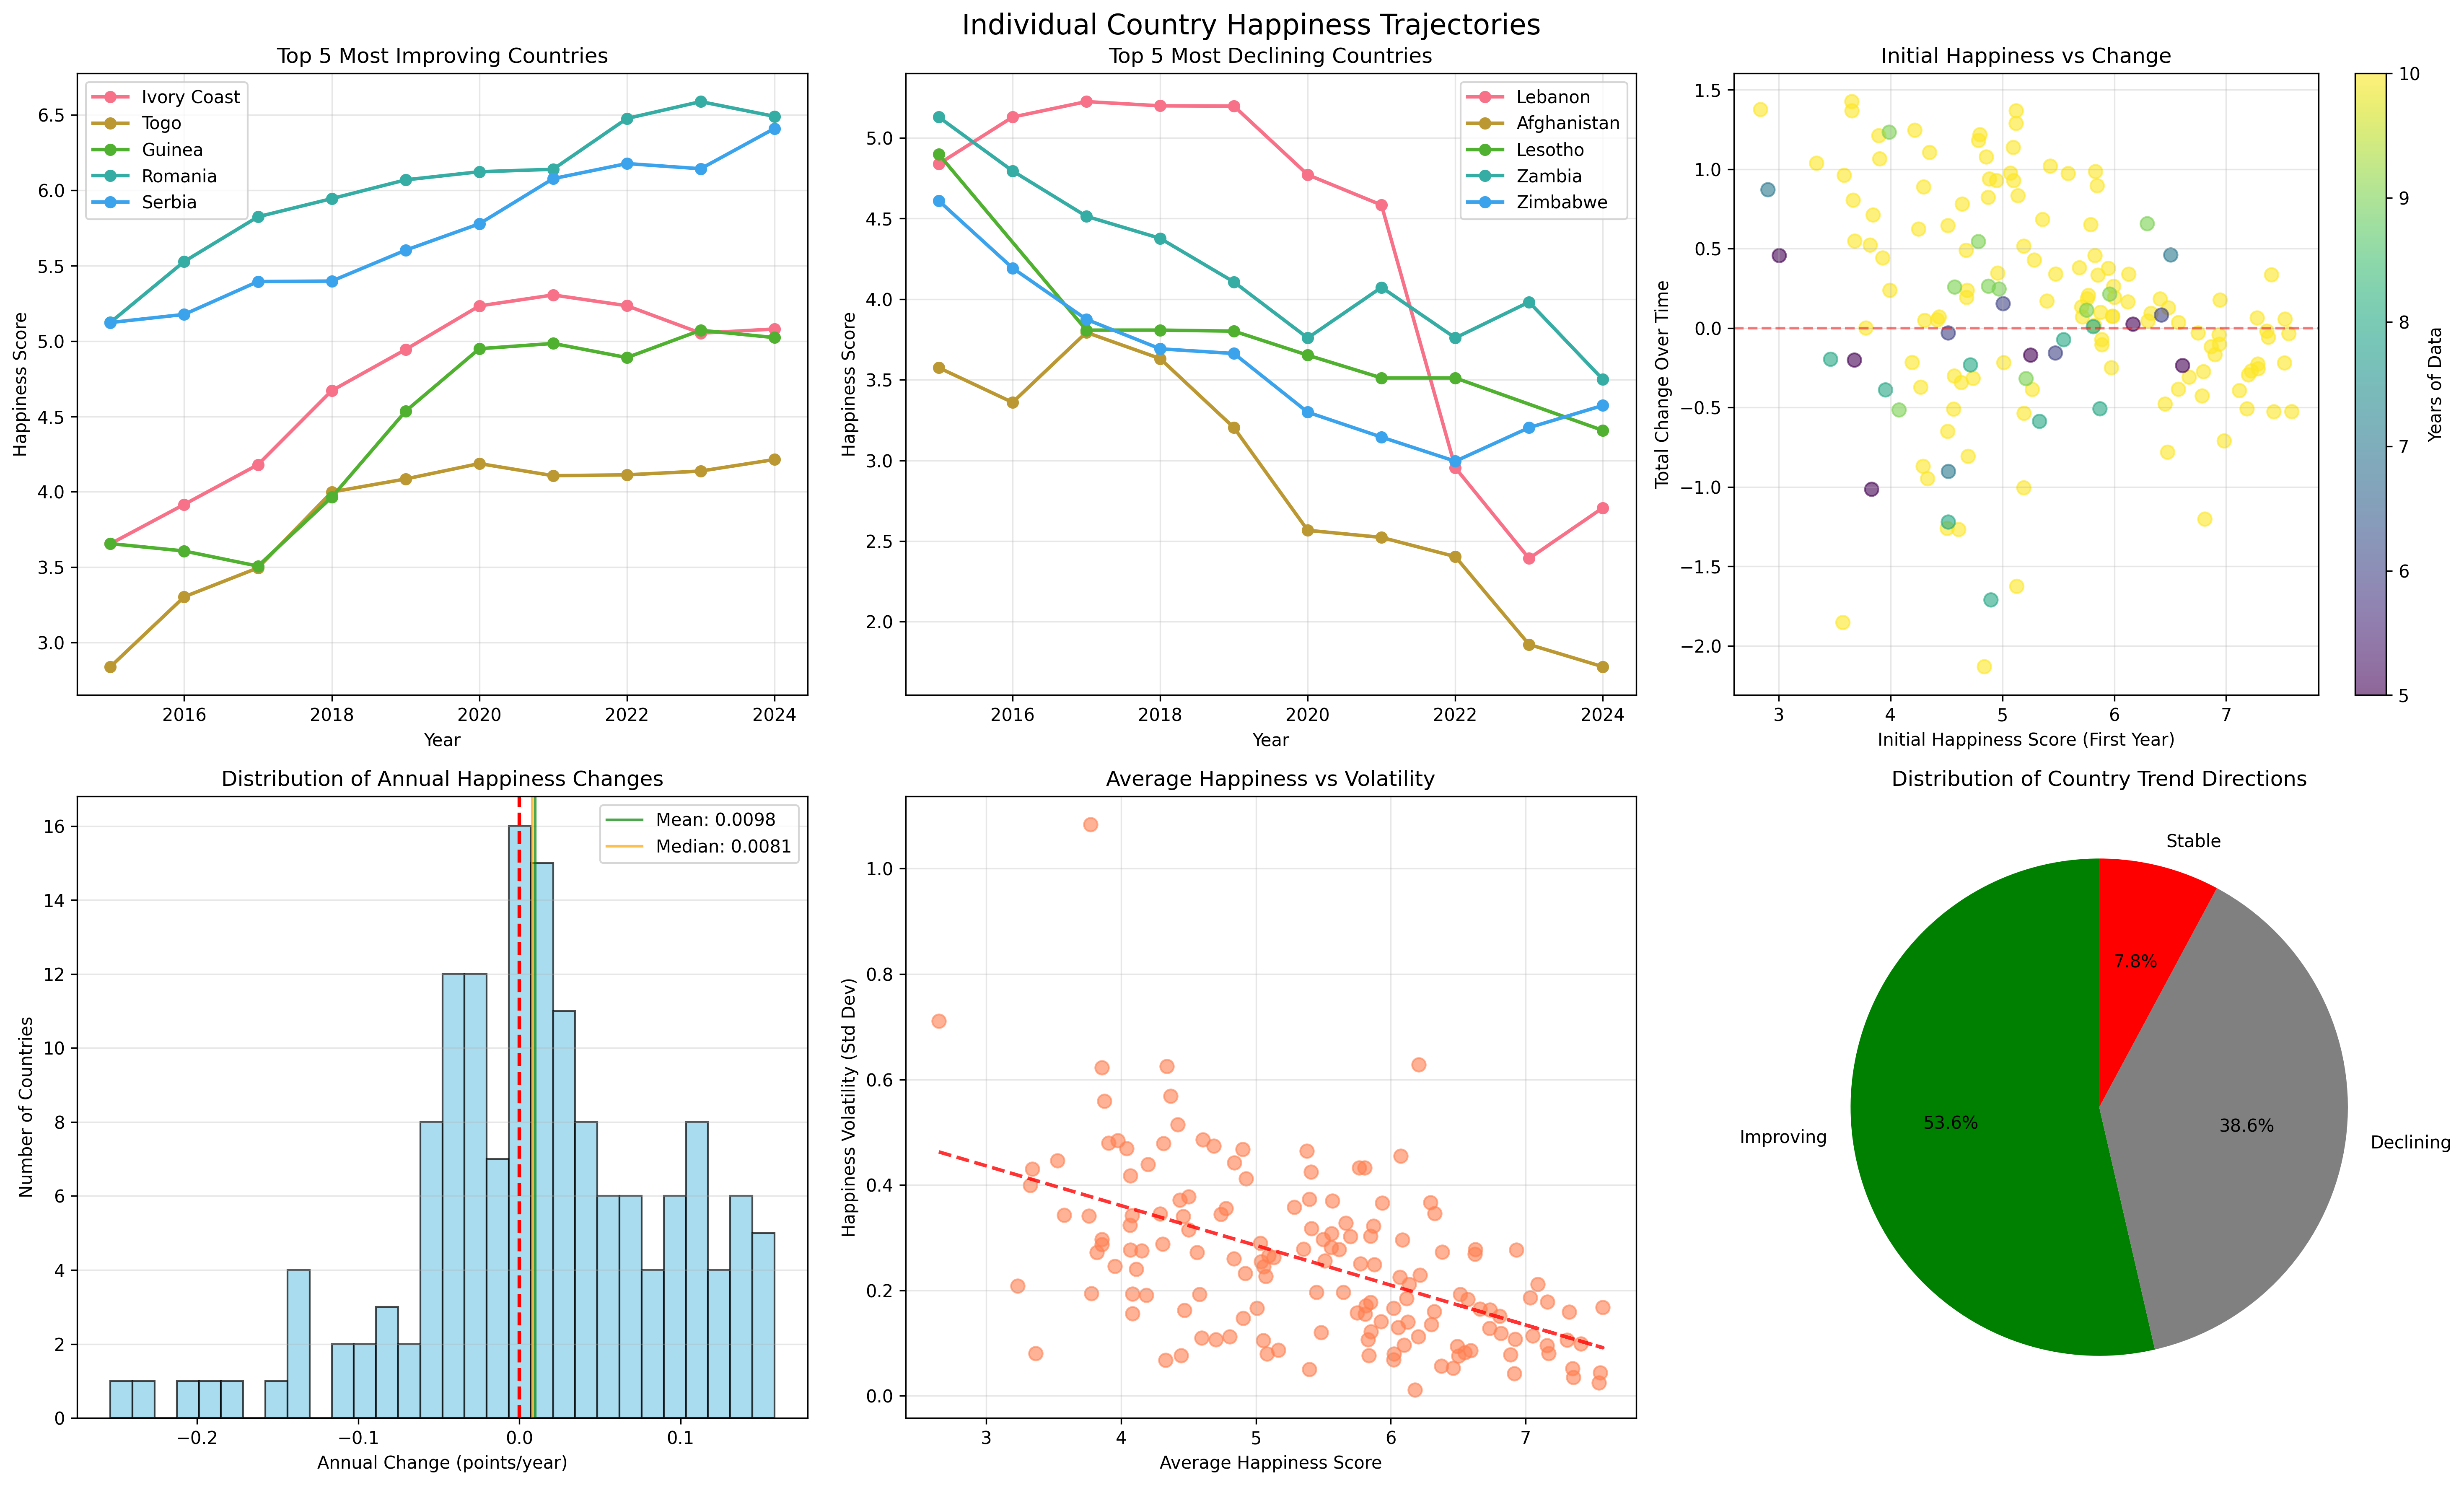 Individual Country Happiness Trajectories
Top 5 Most Improving Countries
Happiness Score
6.5
6.0
5.5
5.0
4.5
4.0
3.5
3.0
Ivory Coast
Togo
Guinea
Romania
Serbia
2016 2018 2020 2022 2024
Year
Top 5 Most Declining Countries
Happiness Score
5.0
4.5
4.0
3.5
3.0
2.5
2.0
Lebanon
Afghanistan
Lesotho
Zambia
Zimbabwe
2016 2018 2020 2022 2024
Year
Initial Happiness vs Change
Total Change Over Time
1.5
1.0
0.5
0.0
−0.5
−1.0
−1.5
−2.0
3 4 5 6 7
Initial Happiness Score (First Year)
10
9
8
7
6
5
Years of Data
Distribution of Annual Happiness Changes
Number of Countries
16
14
12
10
8
6
4
2
0
Mean: 0.0098
Median: 0.0081
−0.2 −0.1 0.0 0.1
Annual Change (points/year)
Average Happiness vs Volatility
Happiness Volatility (Std Dev)
1.0
0.8
0.6
0.4
0.2
0.0
3 4 5 6 7
Average Happiness Score
Distribution of Country Trend Directions
Stable
7.8%
Improving
53.6%
38.6%
Declining